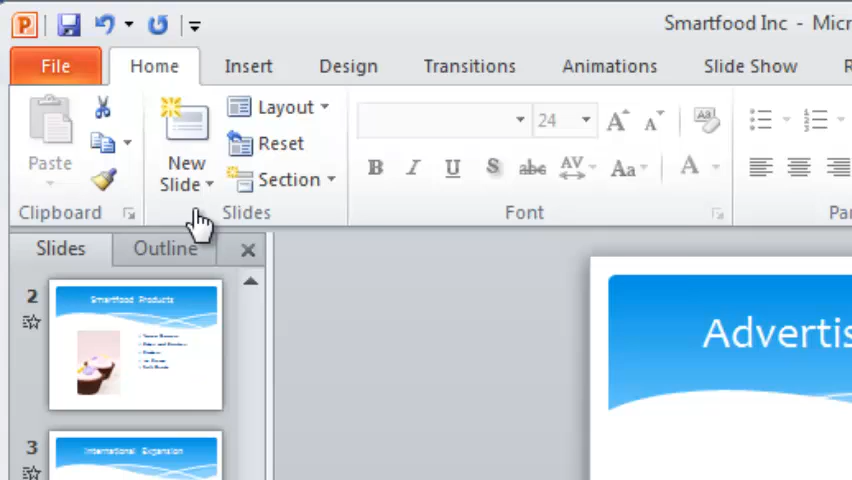 Smartfood Inc - Micr
File Home Insert Design Transitions Animations Slide Show R
Paste
New Slide
Layout
Reset
Section
24
B I U S abc AV Aa A
Clipboard Slides Font Par
Slides Outline
2
Smartfood Products
3
International Expansion
Advertis